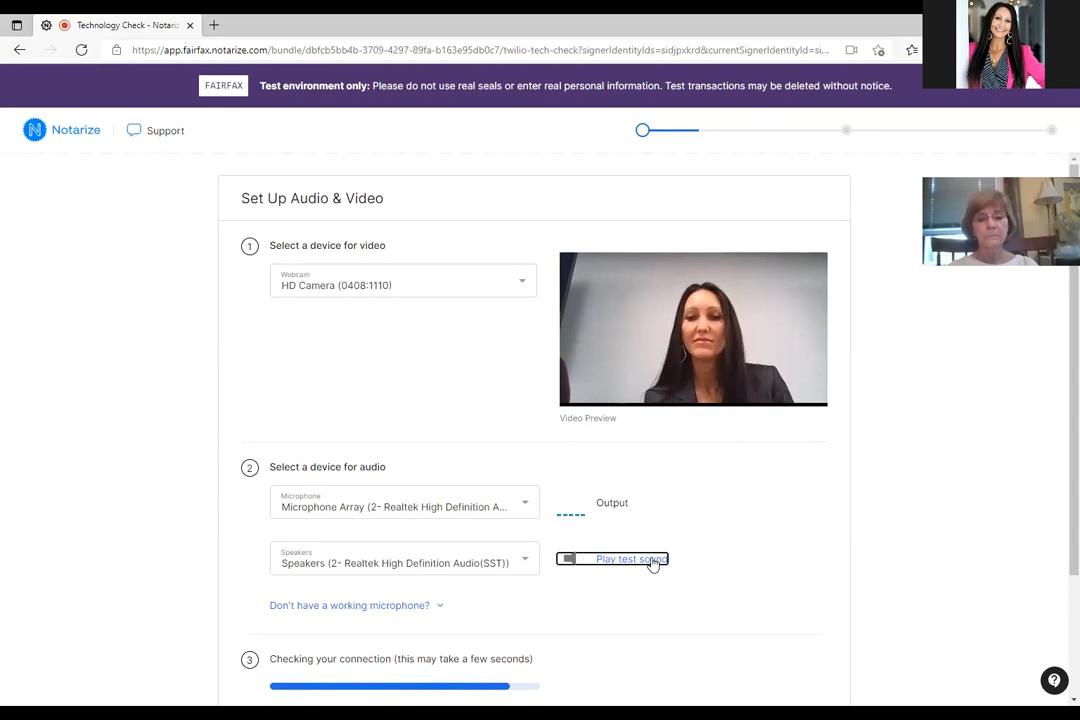 Technology Check - Notariz
https://app.fairfax.notarize.com/bundle/dbfcb5bb4b-3709-4297-89fa-b163e95db0c7/twilio-tech-check?signerIdentityIds=sidjpxkrd&currentSignerIdentityId=si...
FAIRFAX Test environment only: Please do not use real seals or enter real personal information. Test transactions may be deleted without notice.
N Notarize Support
Set Up Audio & Video
1 Select a device for video
Webcam
HD Camera (0408:1110)
Video Preview
2 Select a device for audio
Microphone
Microphone Array (2- Realtek High Definition A...
Output
Speakers
Speakers (2- Realtek High Definition Audio(SST))
Play test sound
Don't have a working microphone?
3 Checking your connection (this may take a few seconds)